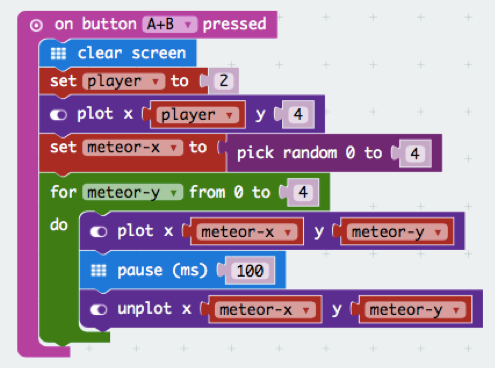 on button A+B pressed
clear screen
set player to 2
plot x player y 4
set meteor-x to pick random 0 to 4
for meteor-y from 0 to 4
do plot x meteor-x y meteor-y
pause (ms) 100
unplot x meteor-x y meteor-y